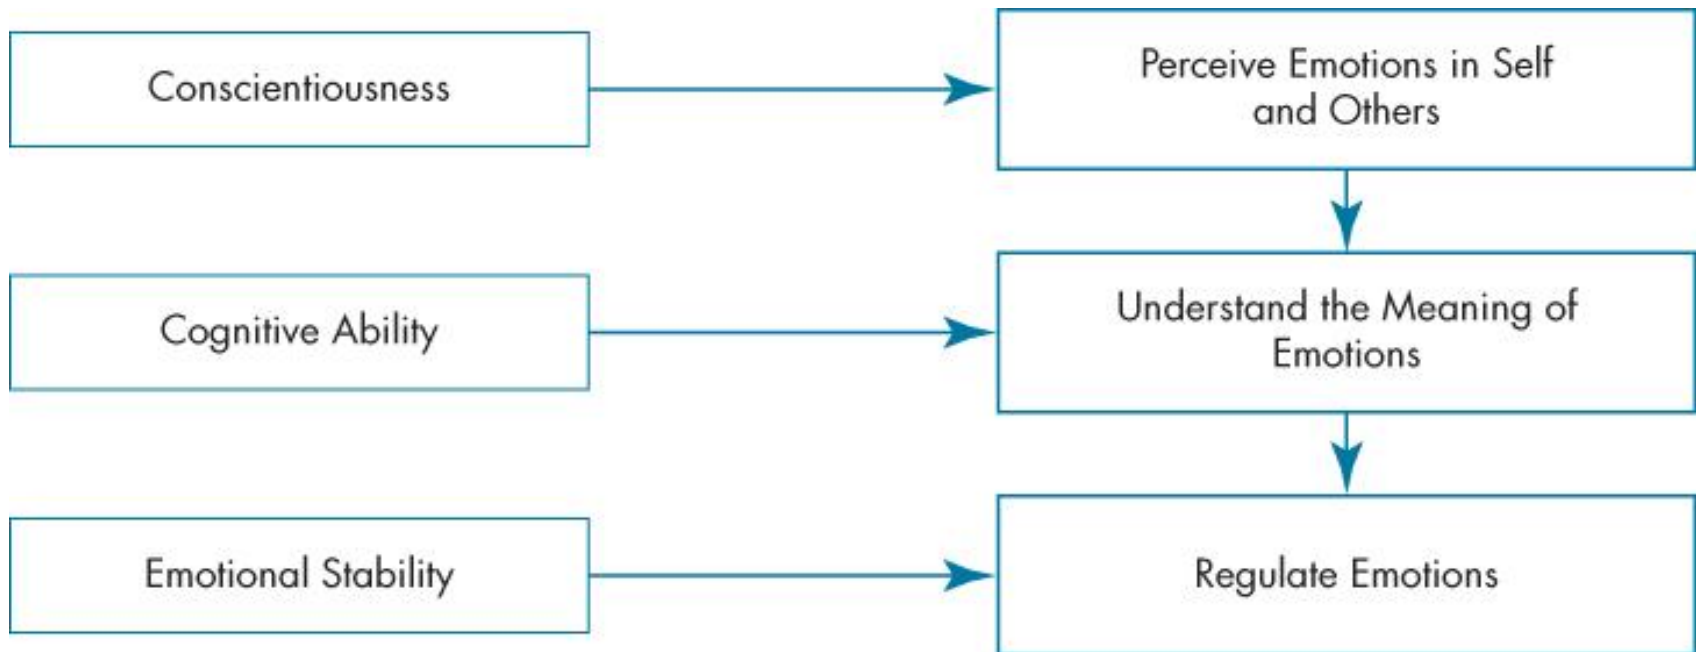 Conscientiousness
Perceive Emotions in Self
and Others
Cognitive Ability
Understand the Meaning of
Emotions
Emotional Stability
Regulate Emotions